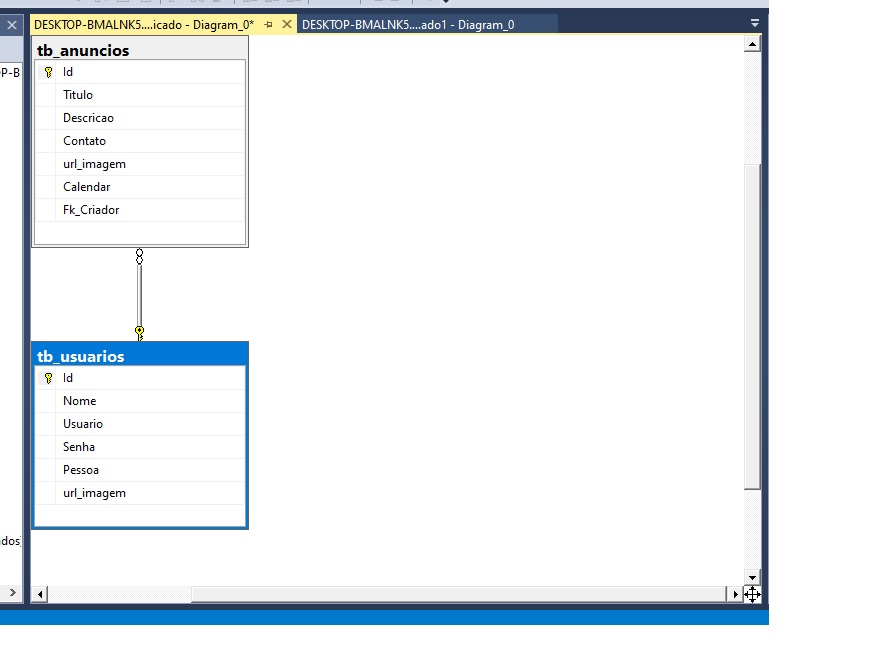 DESKTOP-BMALNK5....icado - Diagram_0*
DESKTOP-BMALNK5....ado1 - Diagram_0
P-B
tb_anuncios
Id
Titulo
Descricao
Contato
url_imagem
Calendar
Fk_Criador
tb_usuarios
Id
Nome
Usuario
Senha
Pessoa
url_imagem
dos]